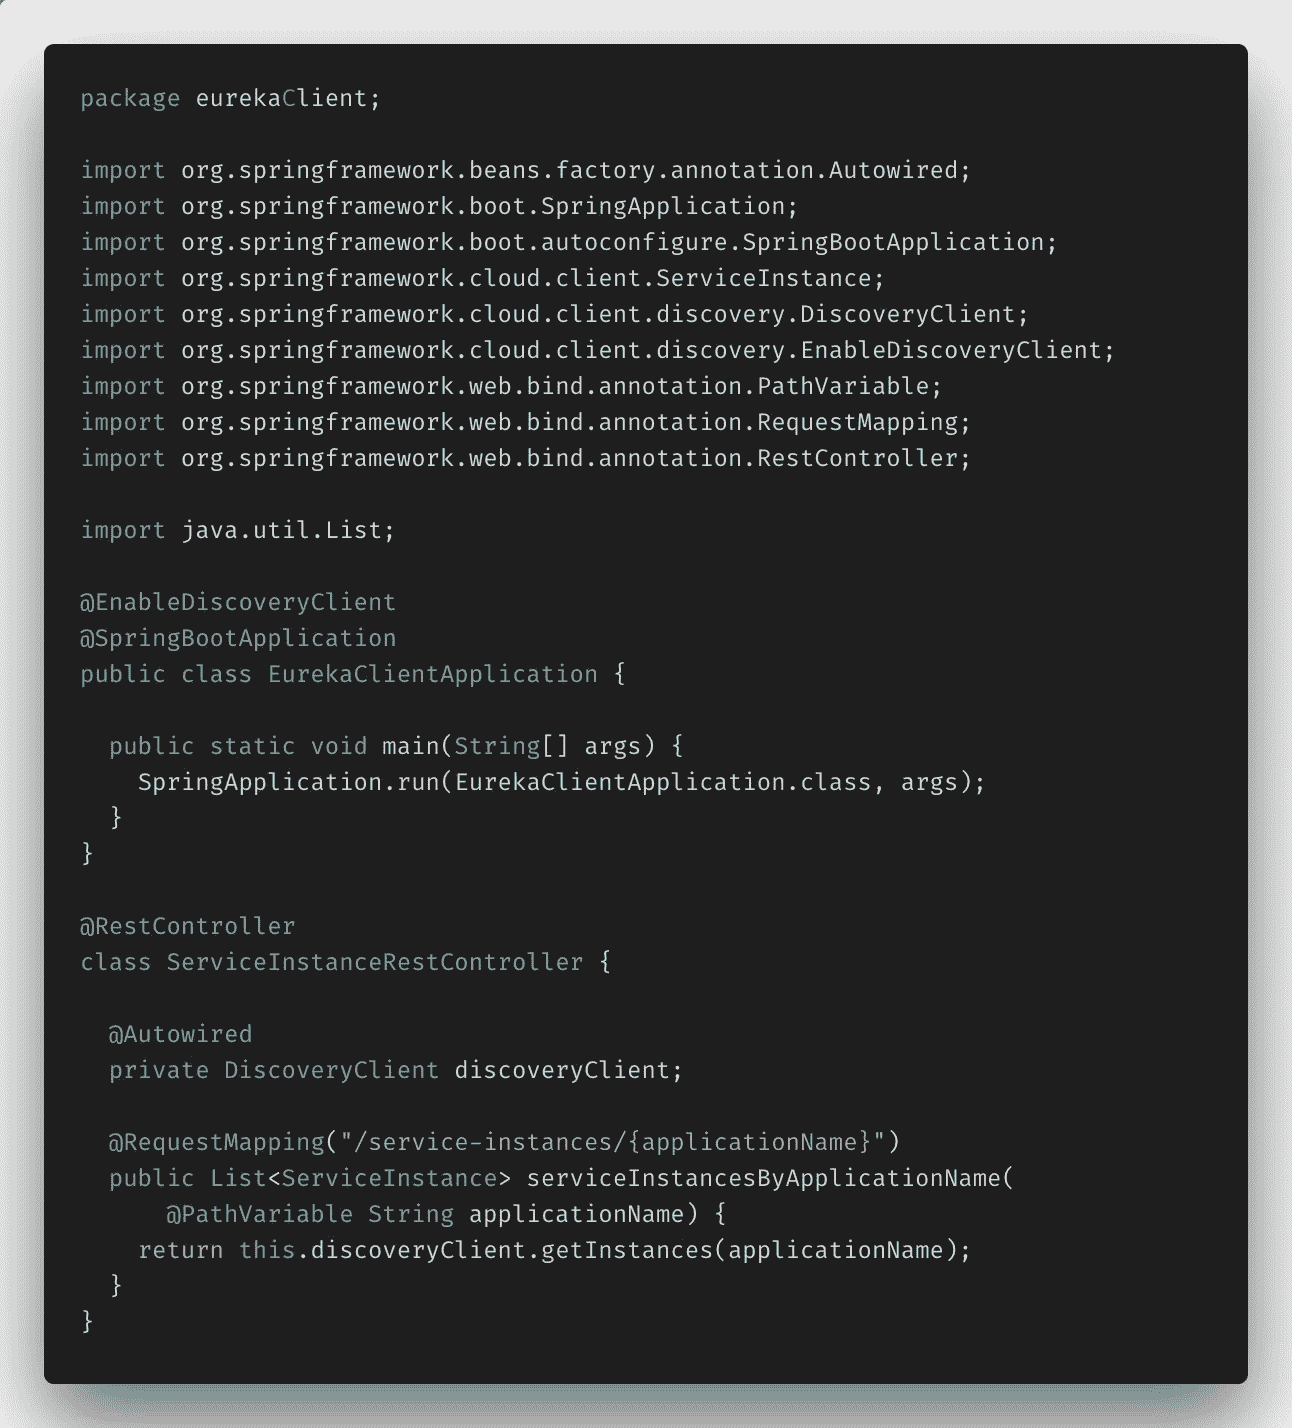 package eurekaClient;

import org.springframework.beans.factory.annotation.Autowired;
import org.springframework.boot.SpringApplication;
import org.springframework.boot.autoconfigure.SpringBootApplication;
import org.springframework.cloud.client.ServiceInstance;
import org.springframework.cloud.client.discovery.DiscoveryClient;
import org.springframework.cloud.client.discovery.EnableDiscoveryClient;
import org.springframework.web.bind.annotation.PathVariable;
import org.springframework.web.bind.annotation.RequestMapping;
import org.springframework.web.bind.annotation.RestController;

import java.util.List;

@EnableDiscoveryClient
@SpringBootApplication
public class EurekaClientApplication {

  public static void main(String[] args) {
    SpringApplication.run(EurekaClientApplication.class, args);
  }
}

@RestController
class ServiceInstanceRestController {

  @Autowired
  private DiscoveryClient discoveryClient;

  @RequestMapping("/service-instances/{applicationName}")
  public List<ServiceInstance> serviceInstancesByApplicationName(
      @PathVariable String applicationName) {
    return this.discoveryClient.getInstances(applicationName);
  }
}